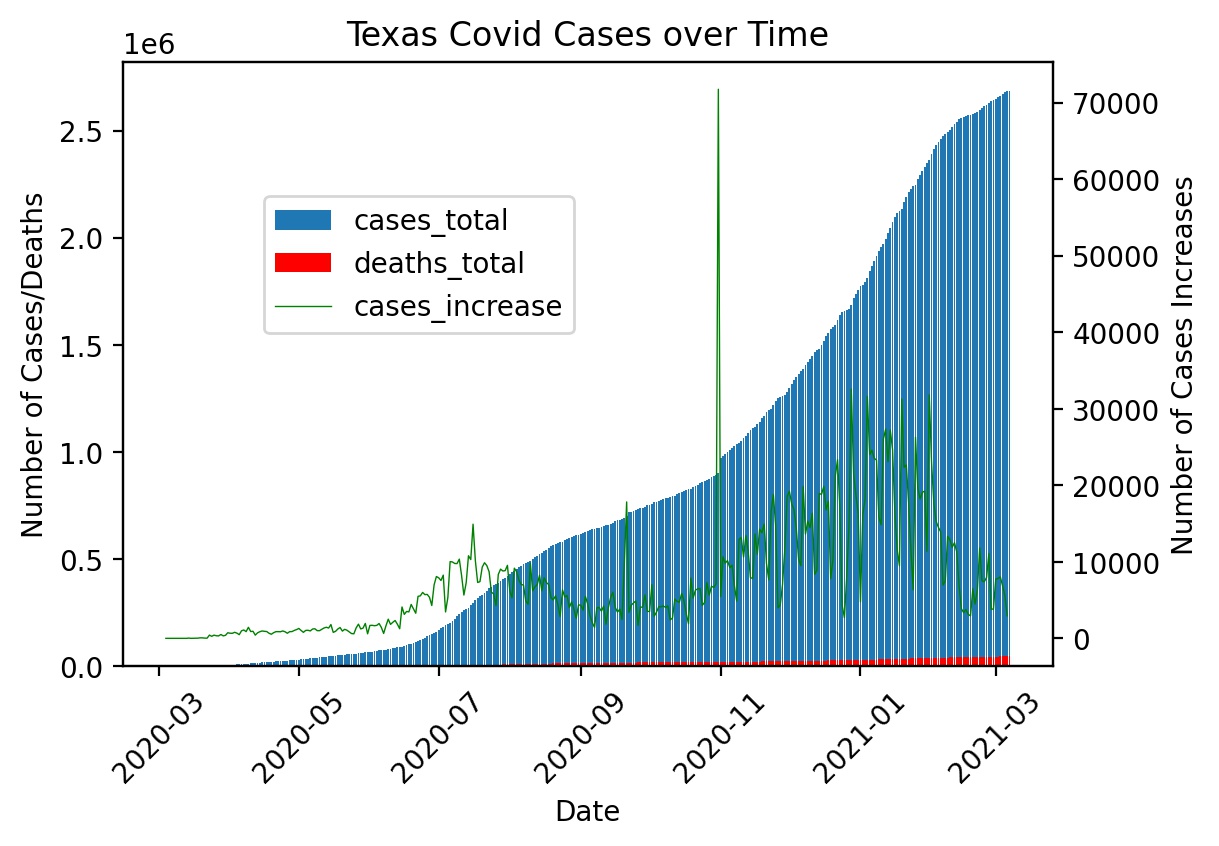 Texas Covid Cases over Time
1e6
Number of Cases/Deaths
2.5
2.0
1.5
1.0
0.5
0.0
cases_total
deaths_total
cases_increase
70000
60000
50000
40000
30000
20000
10000
0
Number of Cases Increases
2020-03
2020-05
2020-07
2020-09
2020-11
2021-01
2021-03
Date